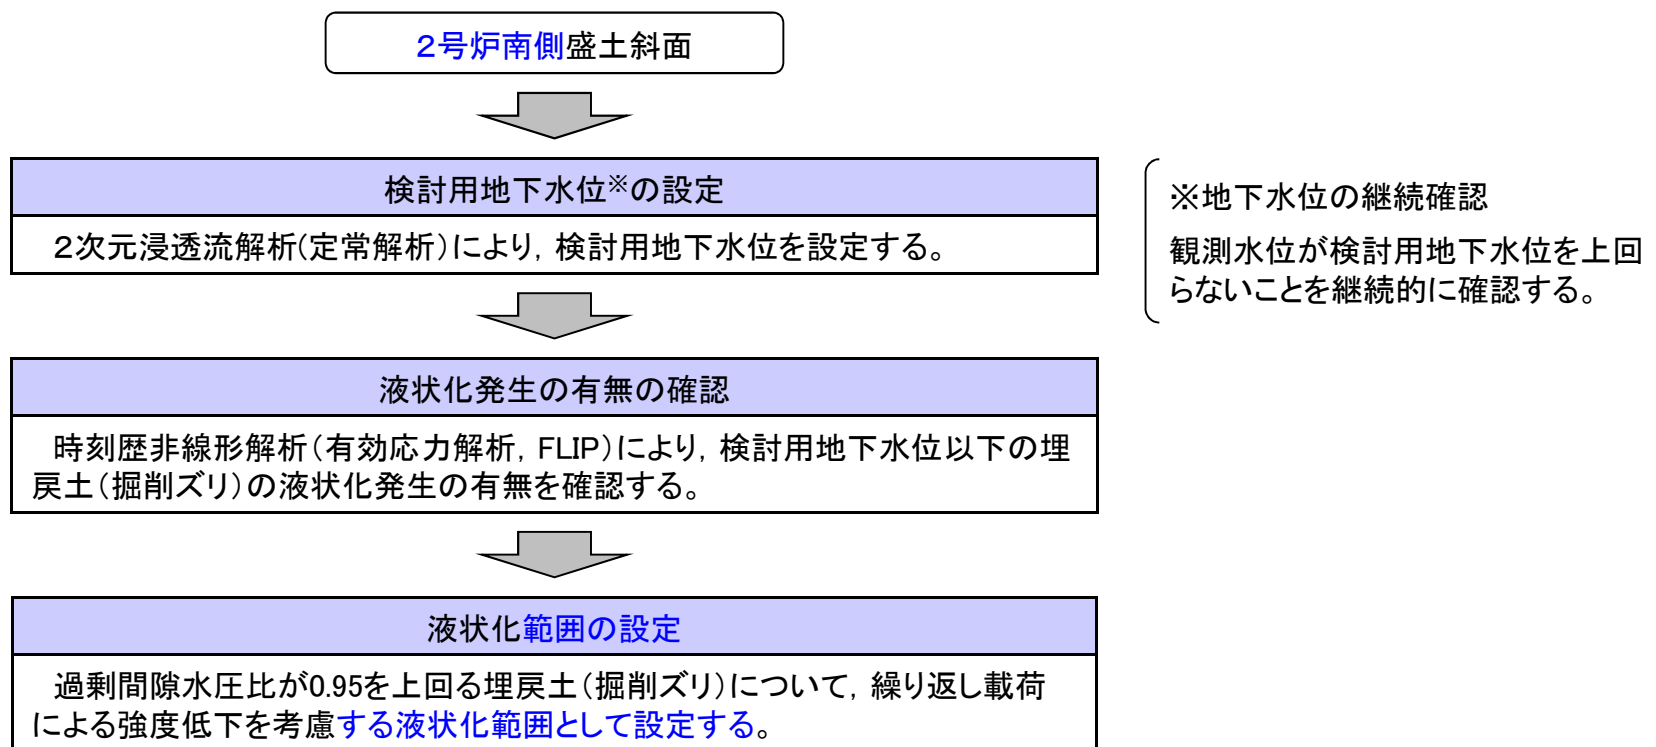 ２号炉南側盛土斜面
検討用地下水位※の設定
２次元浸透流解析（定常解析）により，検討用地下水位を設定する。
※地下水位の継続確認
観測水位が検討用地下水位を上回
らないことを継続的に確認する。
液状化発生の有無の確認
時刻歴非線形解析（有効応力解析，FLIP）により，検討用地下水位以下の埋
戻土（掘削ズリ）の液状化発生の有無を確認する。
液状化範囲の設定
過剰間隙水圧比が0.95を上回る埋戻土（掘削ズリ）について，繰り返し載荷
による強度低下を考慮する液状化範囲として設定する。